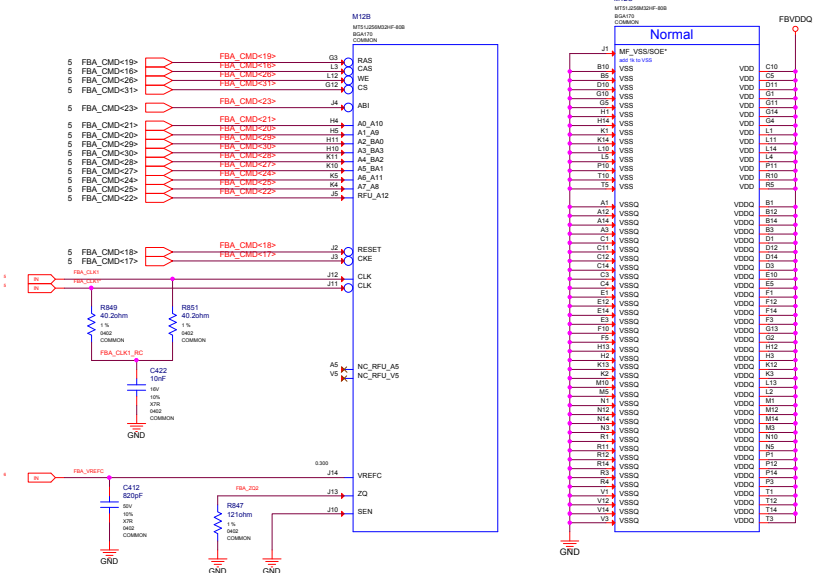 M12B
MT51J256M32HF-80B
BGA170
COMMON
5 FBA_CMD<19> FBA_CMD<19> G3 RAS
5 FBA_CMD<16> FBA_CMD<16> L3 CAS
5 FBA_CMD<26> FBA_CMD<26> L12 WE
5 FBA_CMD<31> FBA_CMD<31> G12 CS
5 FBA_CMD<23> FBA_CMD<23> J4 ABI
5 FBA_CMD<21> FBA_CMD<21> H4 A0_A10
5 FBA_CMD<20> FBA_CMD<20> H5 A1_A9
5 FBA_CMD<29> FBA_CMD<29> H11 A2_BA0
5 FBA_CMD<30> FBA_CMD<30> H10 A3_BA3
5 FBA_CMD<28> FBA_CMD<28> K11 A4_BA2
5 FBA_CMD<27> FBA_CMD<27> K10 A5_BA1
5 FBA_CMD<24> FBA_CMD<24> K5 A6_A11
5 FBA_CMD<25> FBA_CMD<25> K4 A7_A8
5 FBA_CMD<22> FBA_CMD<22> J5 RFU_A12
5 FBA_CMD<18> FBA_CMD<18> J2 RESET
5 FBA_CMD<17> FBA_CMD<17> J3 CKE
IN FBA_CLK1 J12 CLK
IN FBA_CLK1* J11 CLK
R849
40.2ohm
1 %
0402
COMMON
R851
40.2ohm
1 %
0402
COMMON
FBA_CLK1_RC
C422
10nF
16V
10%
X7R
0402
COMMON
GND
A5 NC_RFU_A5
V5 NC_RFU_V5
0.300
IN FBA_VREFC J14 VREFC
FBA_ZQ2 J13 ZQ
J10 SEN
C412
820pF
50V
10%
X7R
0402
COMMON
GND
R847
121ohm
1 %
0402
COMMON
GND
GND
MT51J256M32HF-80B
BGA170
COMMON
Normal
FBVDDQ
J1 MF_VSS/SOE*
add 1k to VSS
B10 VSS VDD C10
B5 VSS VDD C5
D10 VSS VDD D11
G10 VSS VDD G1
G5 VSS VDD G11
H1 VSS VDD G14
H14 VSS VDD G4
K1 VSS VDD L1
K14 VSS VDD L11
L10 VSS VDD L14
L5 VSS VDD L4
P10 VSS VDD P11
T10 VSS VDD R10
T5 VSS VDD R5
A1 VSSQ VDDQ B1
A12 VSSQ VDDQ B12
A14 VSSQ VDDQ B14
A3 VSSQ VDDQ B3
C1 VSSQ VDDQ D1
C11 VSSQ VDDQ D12
C12 VSSQ VDDQ D14
C14 VSSQ VDDQ D3
C3 VSSQ VDDQ E10
C4 VSSQ VDDQ E5
E1 VSSQ VDDQ F1
E12 VSSQ VDDQ F12
E14 VSSQ VDDQ F14
E3 VSSQ VDDQ F3
F10 VSSQ VDDQ G13
F5 VSSQ VDDQ G2
H13 VSSQ VDDQ H12
H2 VSSQ VDDQ H3
K13 VSSQ VDDQ K12
K2 VSSQ VDDQ K3
M10 VSSQ VDDQ L13
M5 VSSQ VDDQ L2
N1 VSSQ VDDQ M1
N12 VSSQ VDDQ M12
N14 VSSQ VDDQ M14
N3 VSSQ VDDQ M3
R1 VSSQ VDDQ N10
R11 VSSQ VDDQ N5
R12 VSSQ VDDQ P1
R14 VSSQ VDDQ P12
R3 VSSQ VDDQ P14
R4 VSSQ VDDQ P3
V1 VSSQ VDDQ T1
V12 VSSQ VDDQ T12
V14 VSSQ VDDQ T14
V3 VSSQ VDDQ T3
GND